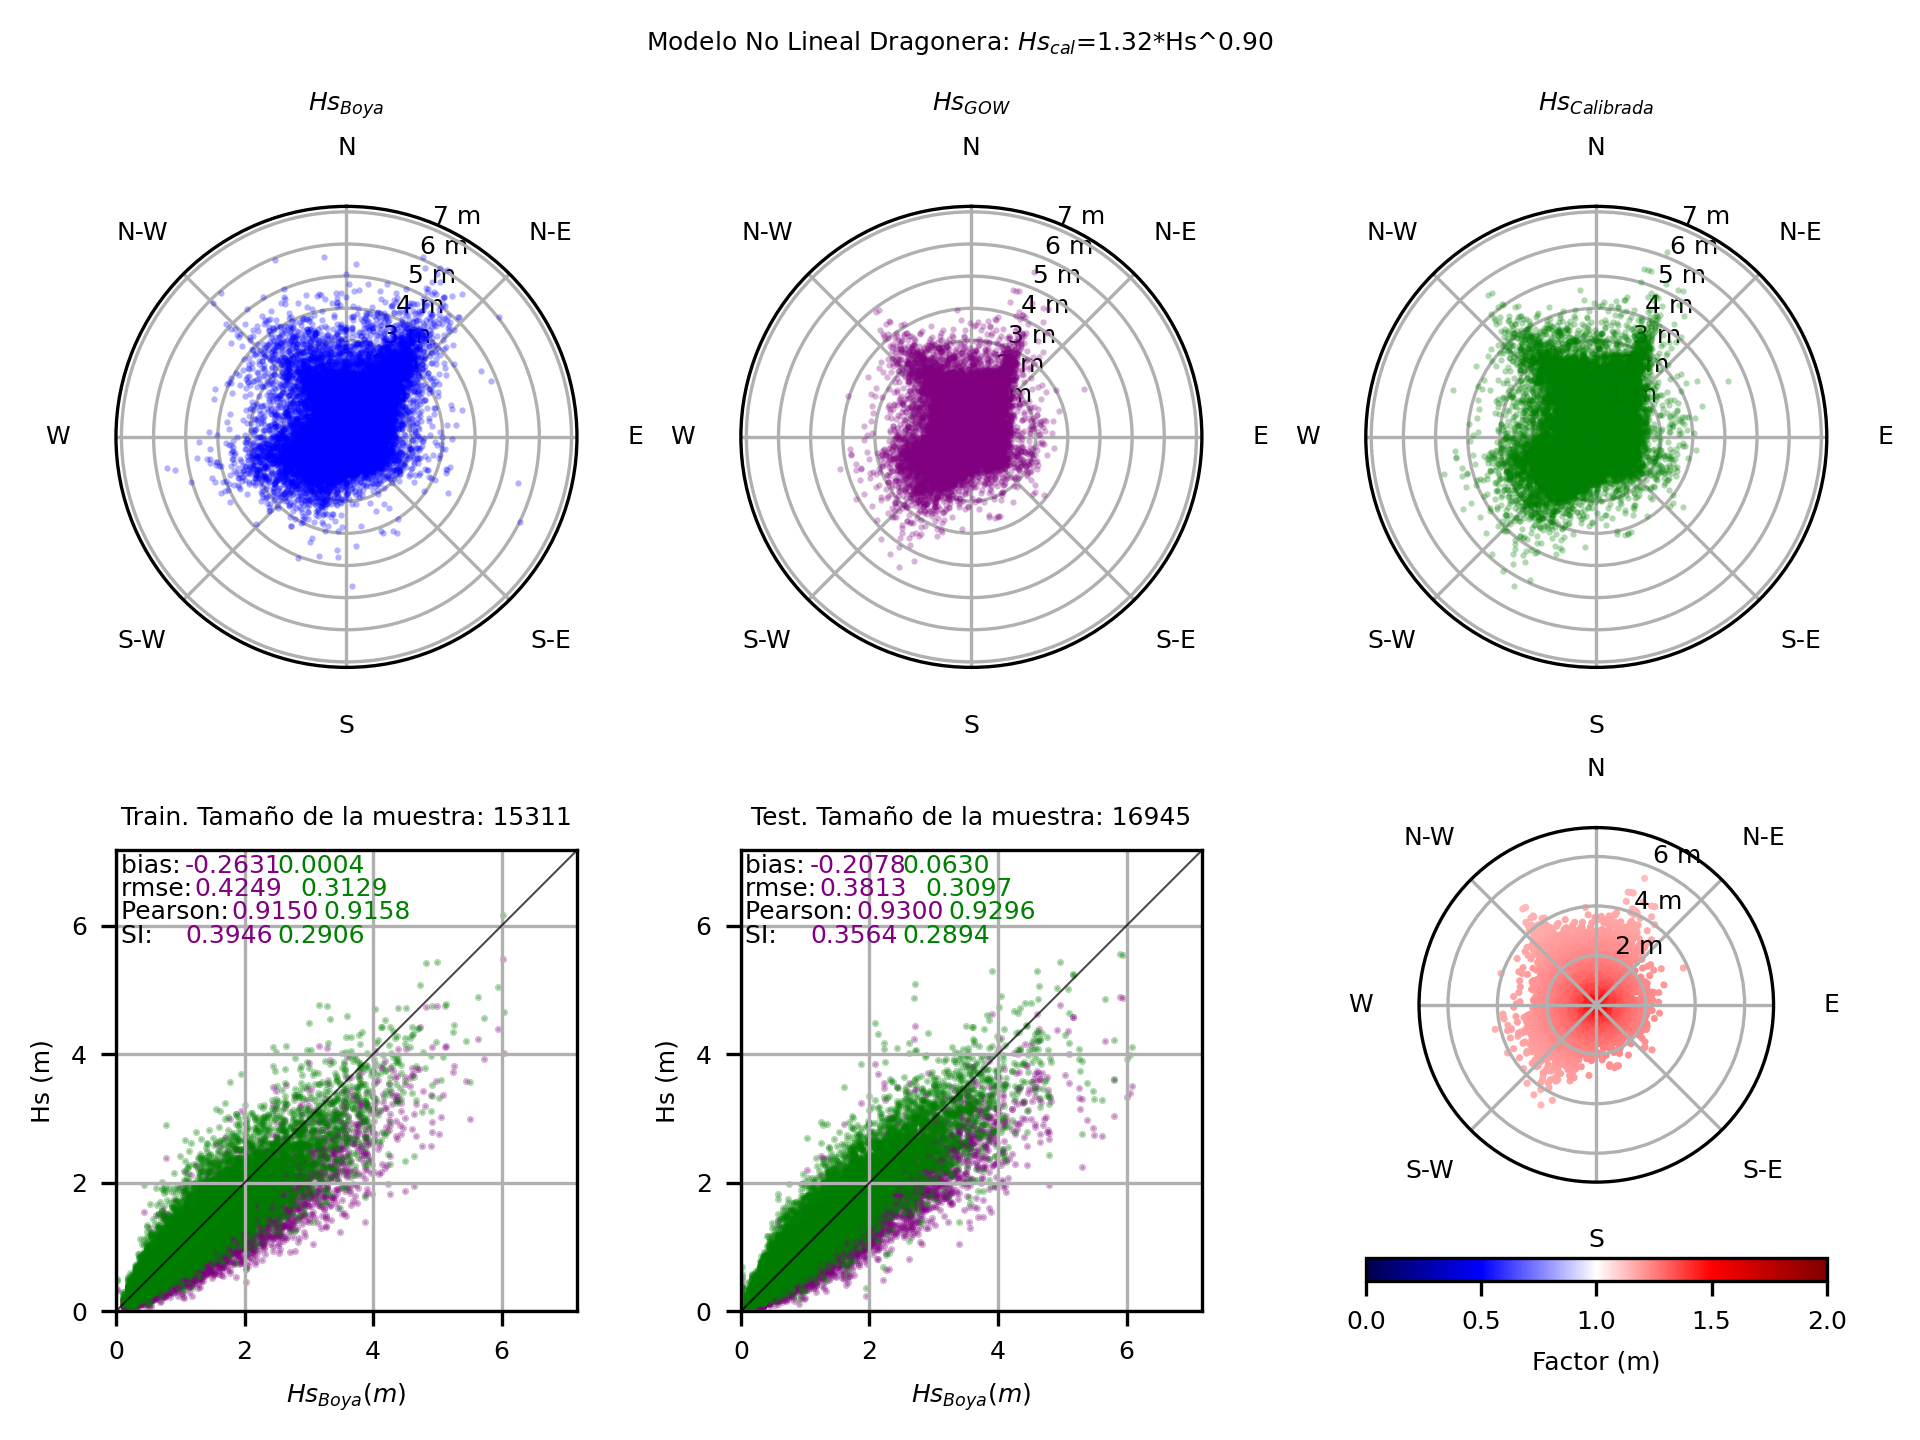 Modelo No Lineal Dragonera: Hs_cal=1.32*Hs^0.90
Hs_Boya
Hs_GOW
Hs_Calibrada
N
N
N
N-W
7 m
N-E
N-W
7 m
N-E
N-W
7 m
N-E
6 m
6 m
6 m
5 m
5 m
5 m
4 m
4 m
4 m
3 m
3 m
3 m
m
m
m
m
W
E
W
E
W
E
S-W
S-E
S-W
S-E
S-W
S-E
S
S
S
Train. Tamaño de la muestra: 15311
bias: -0.2631 0.0004
rmse: 0.4249 0.3129
Pearson: 0.9150 0.9158
SI: 0.3946 0.2906
6
4
2
0
Hs (m)
0 2 4 6
Hs_Boya(m)
Test. Tamaño de la muestra: 16945
bias: -0.2078 0.0630
rmse: 0.3813 0.3097
Pearson: 0.9300 0.9296
SI: 0.3564 0.2894
6
4
2
0
Hs (m)
0 2 4 6
Hs_Boya(m)
N
N-W
N-E
6 m
4 m
2 m
W
E
S-W
S-E
S
0.0 0.5 1.0 1.5 2.0
Factor (m)